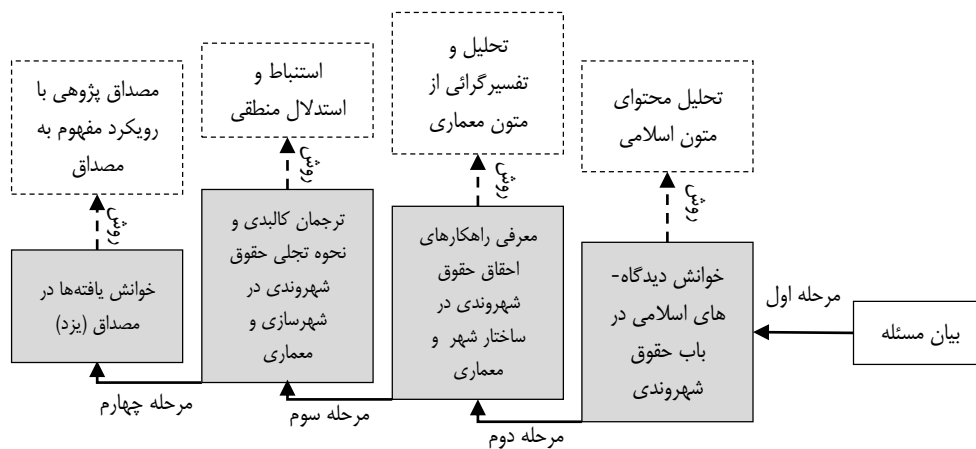 بیان مسئله
مرحله اول
خوانش دیدگاه-
های اسلامی در
باب حقوق
شهروندی
روش
تحلیل محتوای
متون اسلامی
مرحله دوم
معرفی راهکارهای
احقاق حقوق
شهروندی در
ساختار شهر و
معماری
روش
تحلیل و
تفسیرگرائی از
متون معماری
مرحله سوم
ترجمان کالبدی و
نحوه تجلی حقوق
شهروندی در
شهرسازی و
معماری
روش
استنباط و
استدلال منطقی
مرحله چهارم
خوانش یافته‌ها در
مصداق (یزد)
روش
مصداق پژوهی با
رویکرد مفهوم به
مصداق